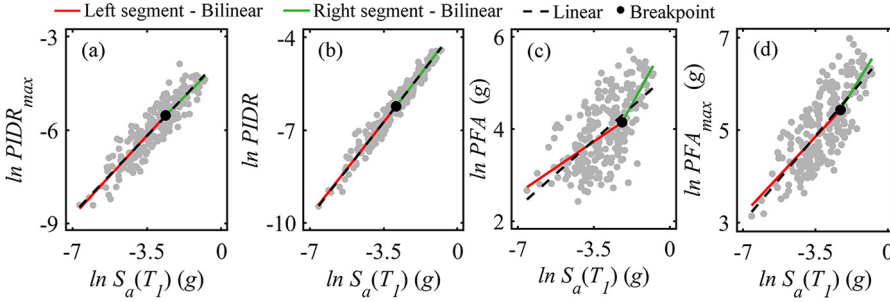 Left segment - Bilinear Right segment - Bilinear Linear Breakpoint
(a) (b) (c) (d)
-3 -6 -9
ln PIDRmax
-7 -3.5 0
ln Sa(T1) (g)
-4 -7 -10
ln PIDR
-7 -3.5 0
ln Sa(T1) (g)
6 4 2
ln PFA (g)
-7 -3.5 0
ln Sa(T1) (g)
7 5 3
ln PFAmax (g)
-7 -3.5 0
ln Sa(T1) (g)